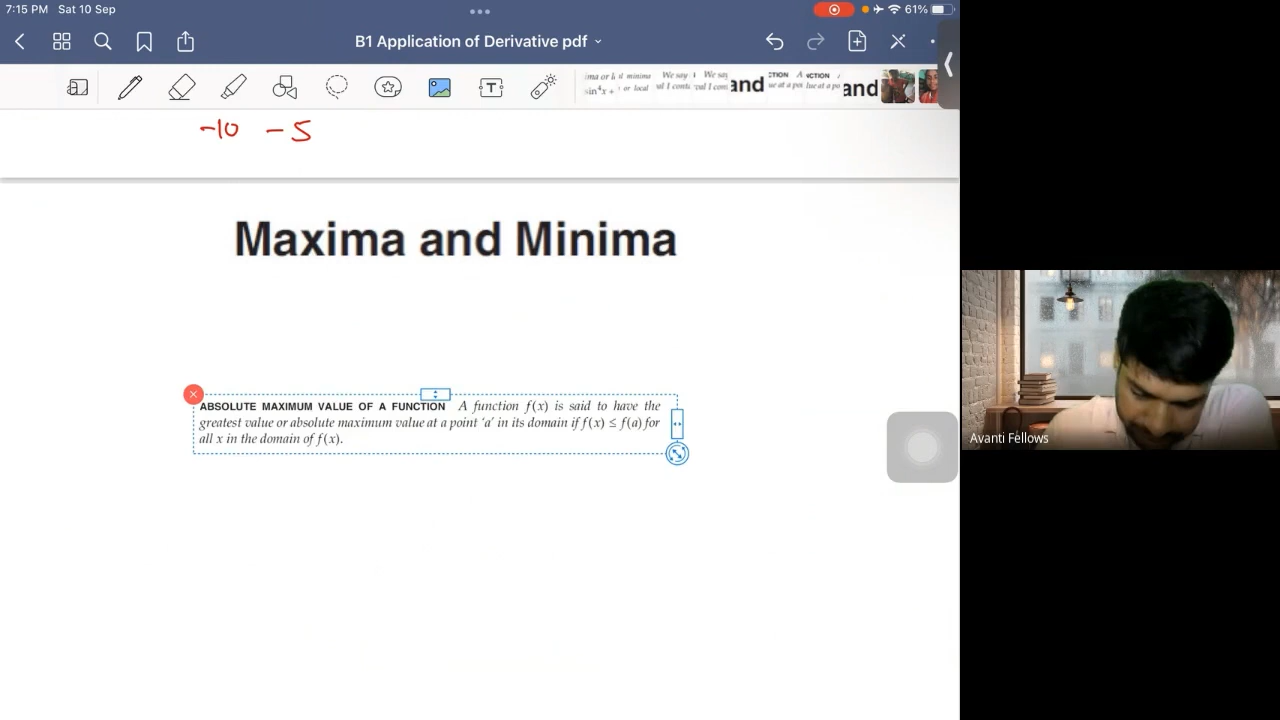 7:15 PM Sat 10 Sep
61%
B1 Application of Derivative pdf
T
and
and
-10 -5
Maxima and Minima
ABSOLUTE MAXIMUM VALUE OF A FUNCTION A function f(x) is said to have the
greatest value or absolute maximum value at a point 'a' in its domain if f(x) ≤ f(a) for
all x in the domain of f(x).
Avanti Fellows